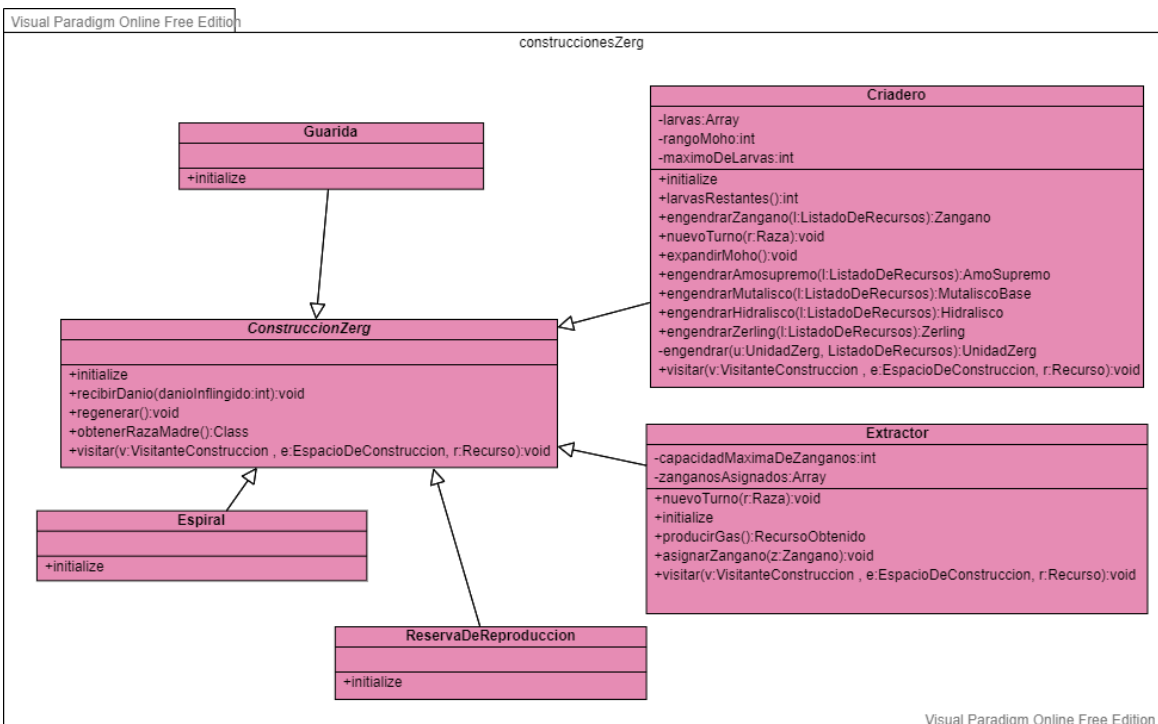 Visual Paradigm Online Free Edition
construccionesZerg
Guarida
+initialize
Criadero
-larvas:Array
-rangoMoho:int
-maximoDeLarvas:int
+initialize
+larvasRestantes():int
+engendrarZangano(l:ListadoDeRecursos):Zangano
+nuevoTurno(r:Raza):void
+expandirMoho():void
+engendrarAmosupremo(l:ListadoDeRecursos):AmoSupremo
+engendrarMutalisco(l:ListadoDeRecursos):MutaliscoBase
+engendrarHidralisco(l:ListadoDeRecursos):Hidralisco
+engendrarZerling(l:ListadoDeRecursos):Zerling
-engendrar(u:UnidadZerg, ListadoDeRecursos):UnidadZerg
+visitar(v:VisitanteConstruccion , e:EspacioDeConstruccion, r:Recurso):void
ConstruccionZerg
+initialize
+recibirDanio(danioInflingido:int):void
+regenerar():void
+obtenerRazaMadre():Class
+visitar(v:VisitanteConstruccion , e:EspacioDeConstruccion, r:Recurso):void
Extractor
-capacidadMaximaDeZanganos:int
-zanganosAsignados:Array
+nuevoTurno(r:Raza):void
+initialize
+producirGas():RecursoObtenido
+asignarZangano(z:Zangano):void
+visitar(v:VisitanteConstruccion , e:EspacioDeConstruccion, r:Recurso):void
Espiral
+initialize
ReservaDeReproduccion
+initialize
Visual Paradigm Online Free Edition